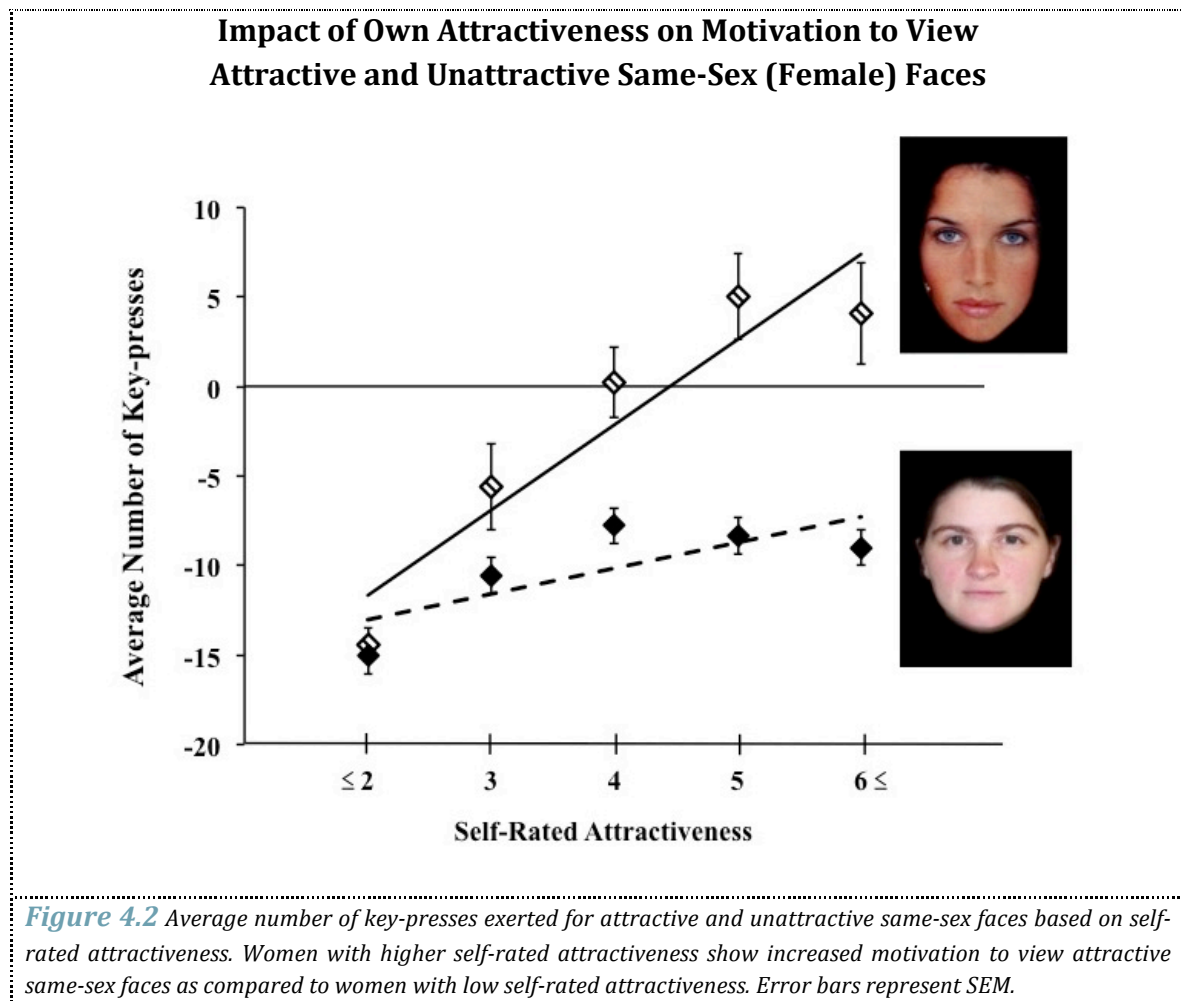 Impact of Own Attractiveness on Motivation to View
Attractive and Unattractive Same-Sex (Female) Faces
10
5
0
-5
-10
-15
-20
Average Number of Key-presses
≤ 2 3 4 5 6 ≤
Self-Rated Attractiveness
Figure 4.2 Average number of key-presses exerted for attractive and unattractive same-sex faces based on self-
rated attractiveness. Women with higher self-rated attractiveness show increased motivation to view attractive
same-sex faces as compared to women with low self-rated attractiveness. Error bars represent SEM.